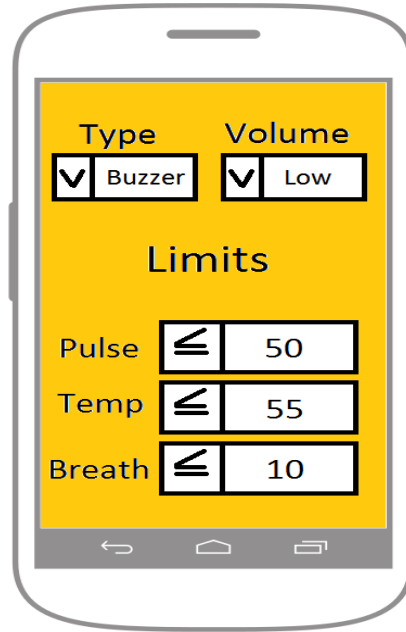 Type Volume
V Buzzer V Low
Limits
Pulse ≤ 50
Temp ≤ 55
Breath ≤ 10